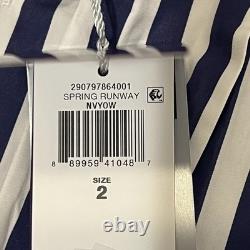 290797864001
SPRING RUNWAY
NVYOW
8 89959 41048 7
SIZE
2